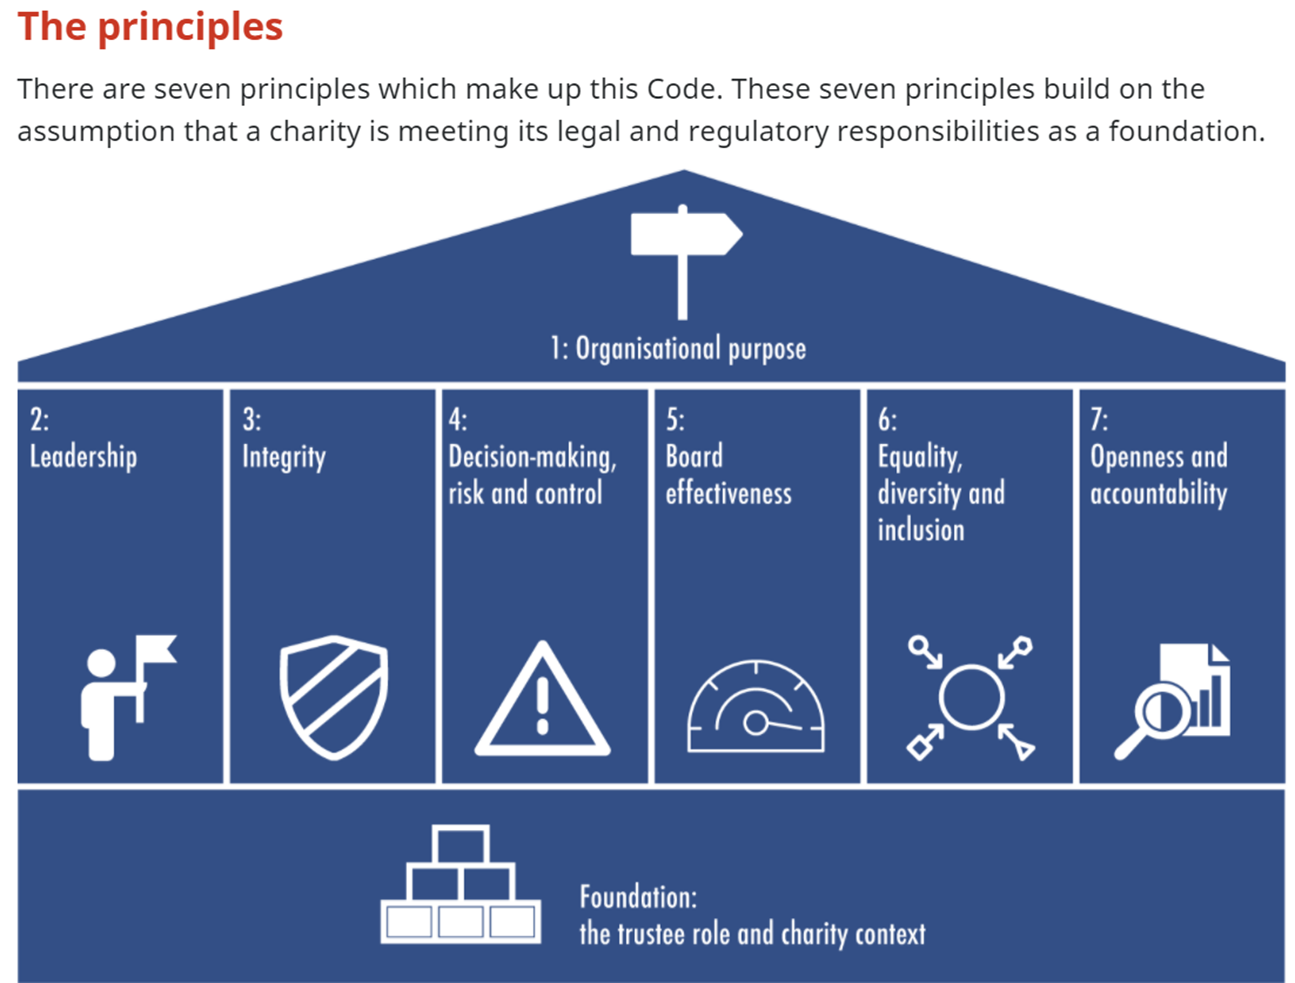 The principles
There are seven principles which make up this Code. These seven principles build on the
assumption that a charity is meeting its legal and regulatory responsibilities as a foundation.
1: Organisational purpose
2:
Leadership
3:
Integrity
4:
Decision-making,
risk and control
5:
Board
effectiveness
6:
Equality,
diversity and
inclusion
7:
Openness and
accountability
Foundation:
the trustee role and charity context